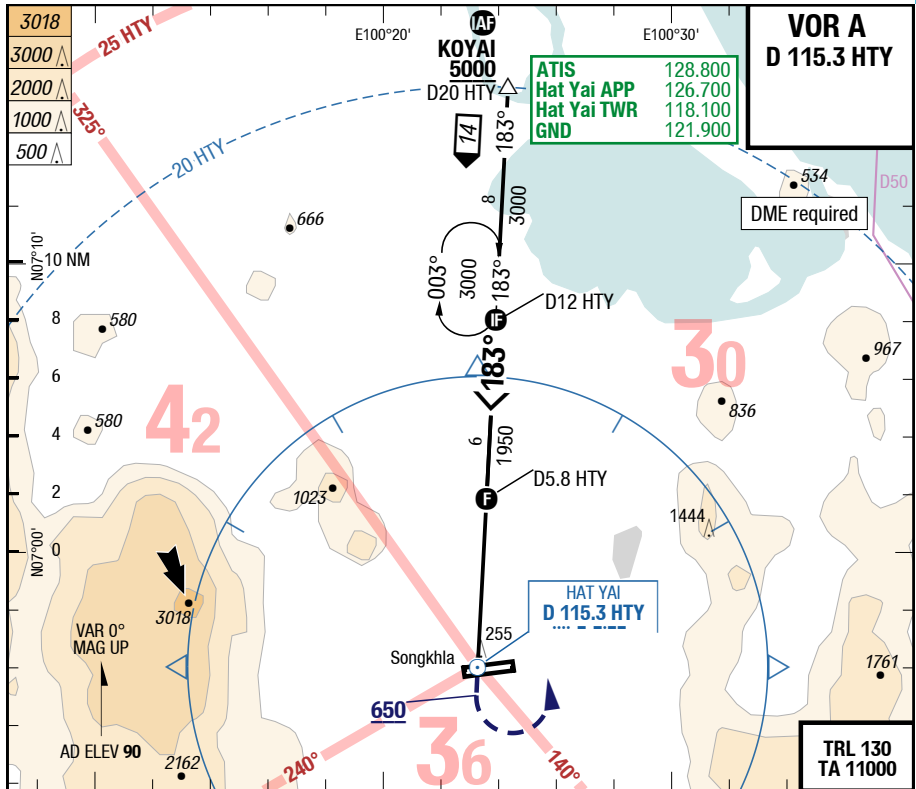 3018
3000
2000
1000
500
25 HTY
325°
20 HTY
IAF
KOYAI
5000
D20 HTY
E100°20'
E100°30'
ATIS 128.800
Hat Yai APP 126.700
Hat Yai TWR 118.100
GND 121.900
VOR A
D 115.3 HTY
14
183°
8
3000
534
D50
DME required
666
N07°10'
10 NM
003°
3000
183°
D12 HTY
IF
8
580
183°
30
967
6
836
42
4
580
6
1950
D5.8 HTY
F
2
1023
1444
N07°00'
0
3018
HAT YAI
D 115.3 HTY
VAR 0°
MAG UP
Songkhla
255
1761
650
36
AD ELEV 90
2162
240°
140°
TRL 130
TA 11000